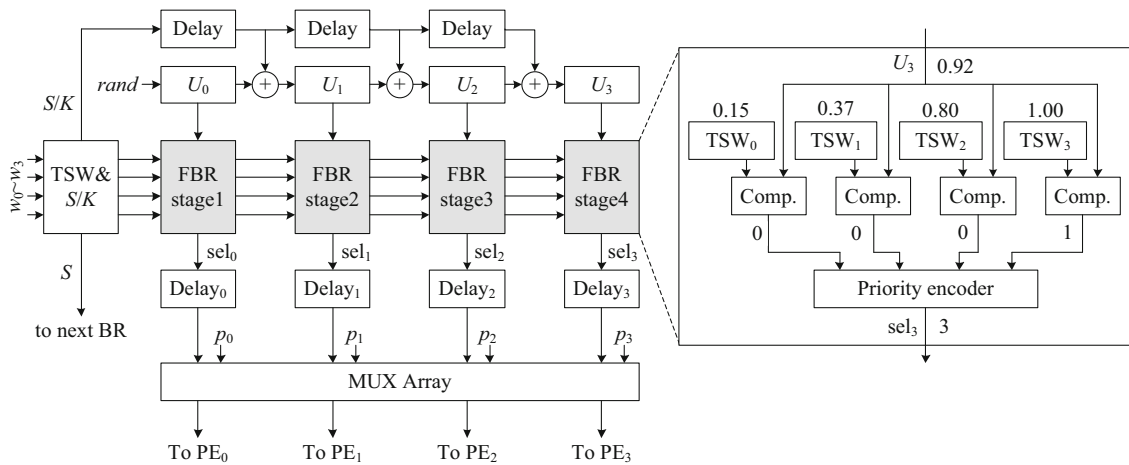 Delay Delay Delay
S/K
rand U₀ + U₁ + U₂ + U₃
w₀~w₃
TSW&
S/K
FBR
stage1
FBR
stage2
FBR
stage3
FBR
stage4
S
to next BR
sel₀ sel₁ sel₂ sel₃
Delay₀ Delay₁ Delay₂ Delay₃
p₀ p₁ p₂ p₃
MUX Array
To PE₀ To PE₁ To PE₂ To PE₃
U₃ 0.92
0.15 0.37 0.80 1.00
TSW₀ TSW₁ TSW₂ TSW₃
Comp. Comp. Comp. Comp.
0 0 0 1
Priority encoder
sel₃ 3